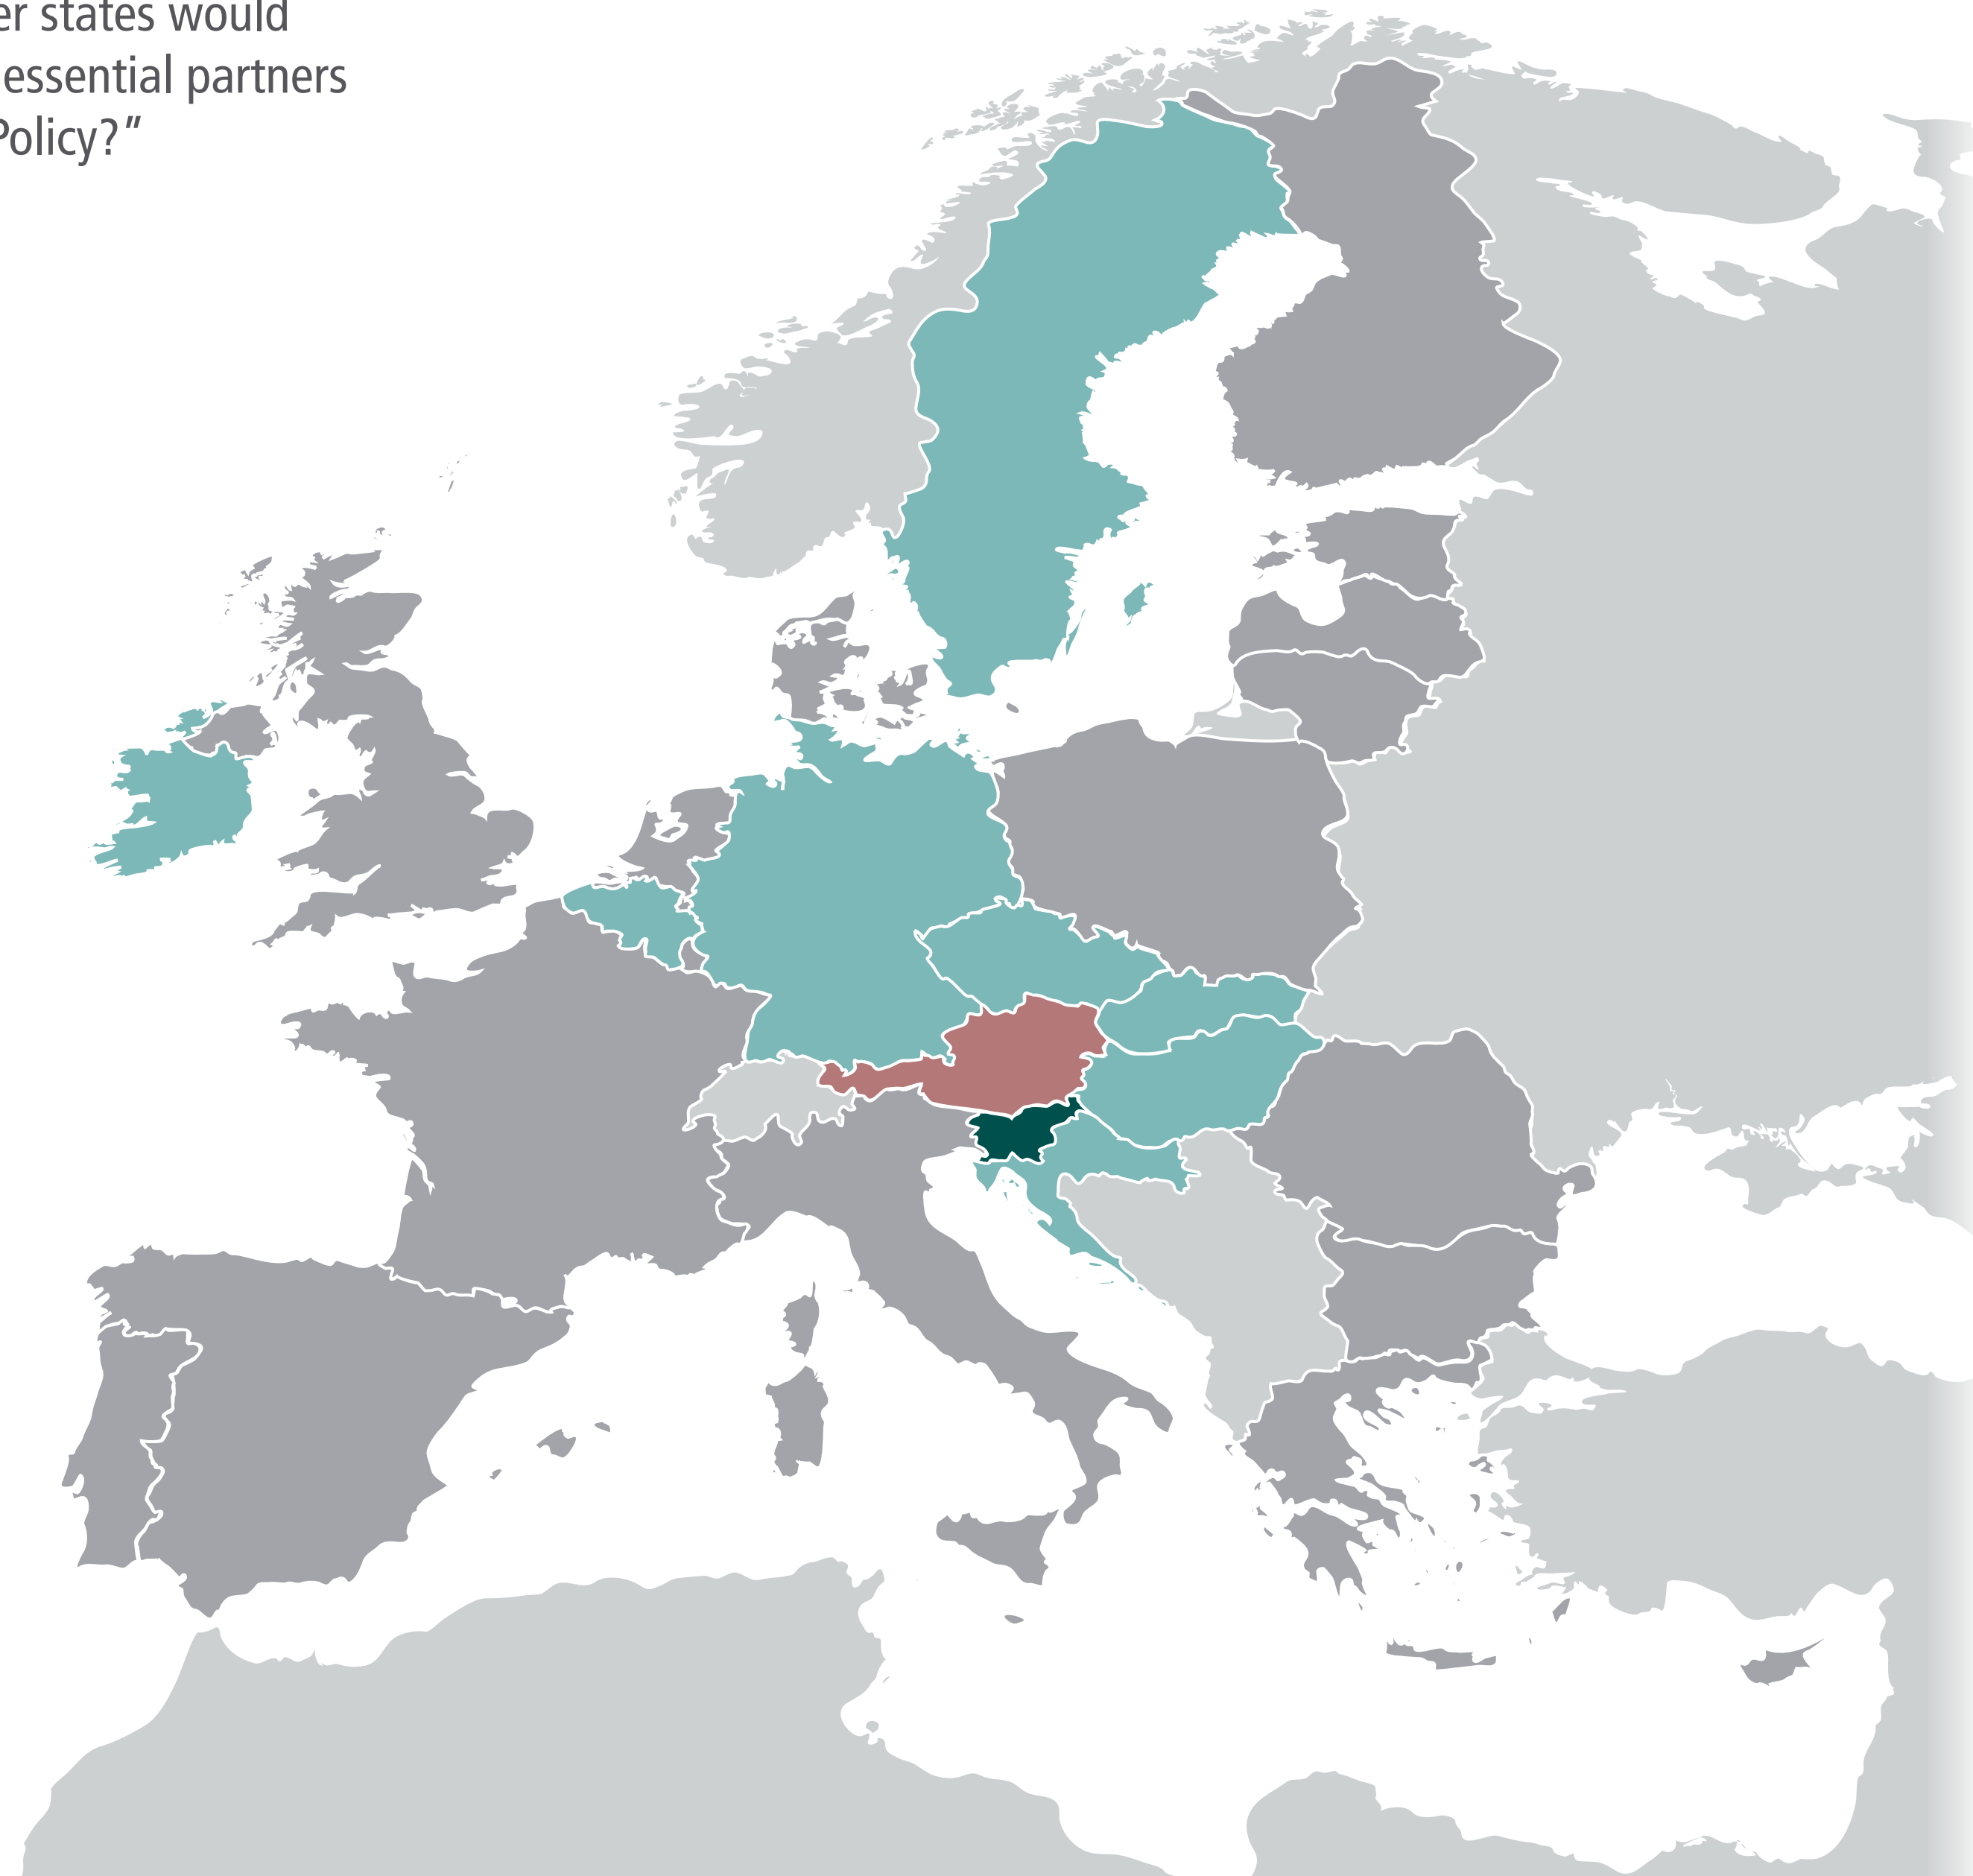 er states would
essential partners
Policy?”